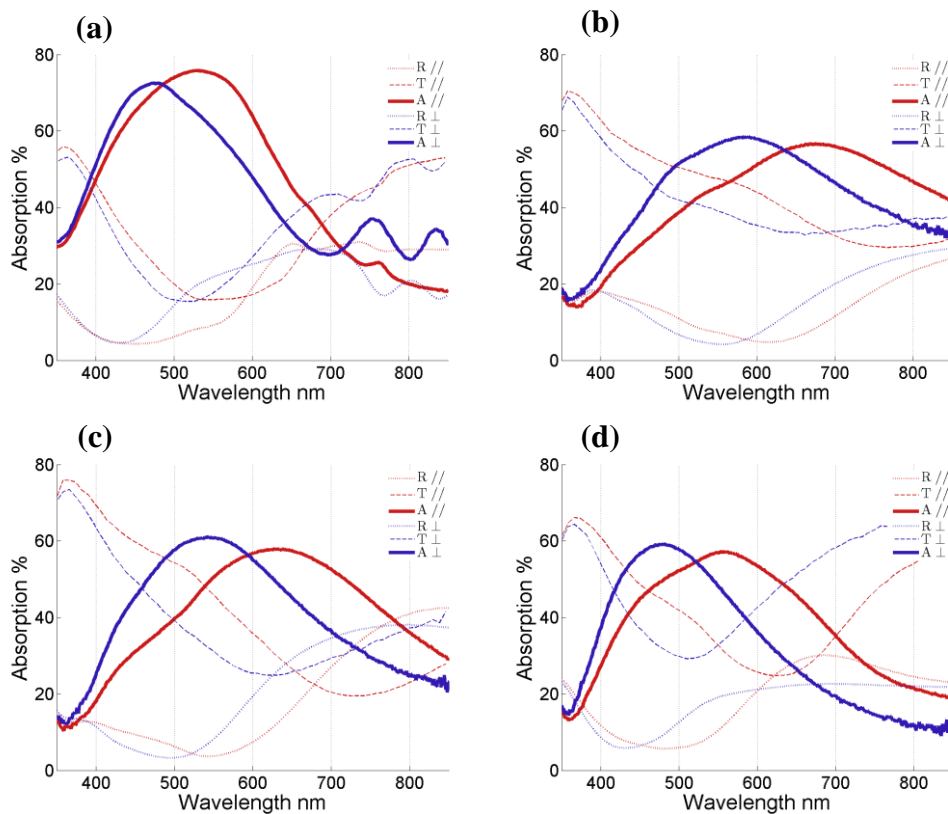 (a)
(b)
80
60
40
20
0
Absorption %
400 500 600 700 800
Wavelength nm
R //
T //
A //
R ⊥
T ⊥
A ⊥
80
60
40
20
0
Absorption %
400 500 600 700 800
Wavelength nm
R //
T //
A //
R ⊥
T ⊥
A ⊥
(c)
(d)
80
60
40
20
0
Absorption %
400 500 600 700 800
Wavelength nm
R //
T //
A //
R ⊥
T ⊥
A ⊥
80
60
40
20
0
Absorption %
400 500 600 700 800
Wavelength nm
R //
T //
A //
R ⊥
T ⊥
A ⊥